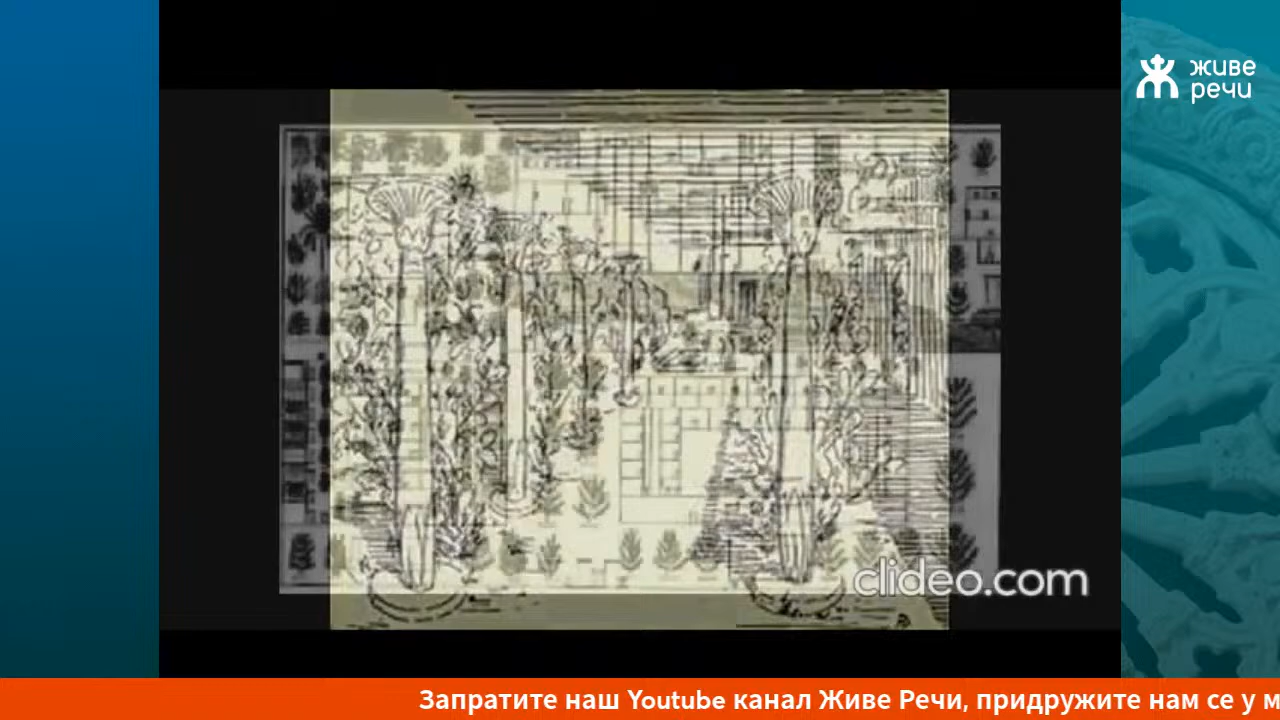 живе
речи
clideo.com
Запратите наш Youtube канал Живе Речи, придружите нам се у м